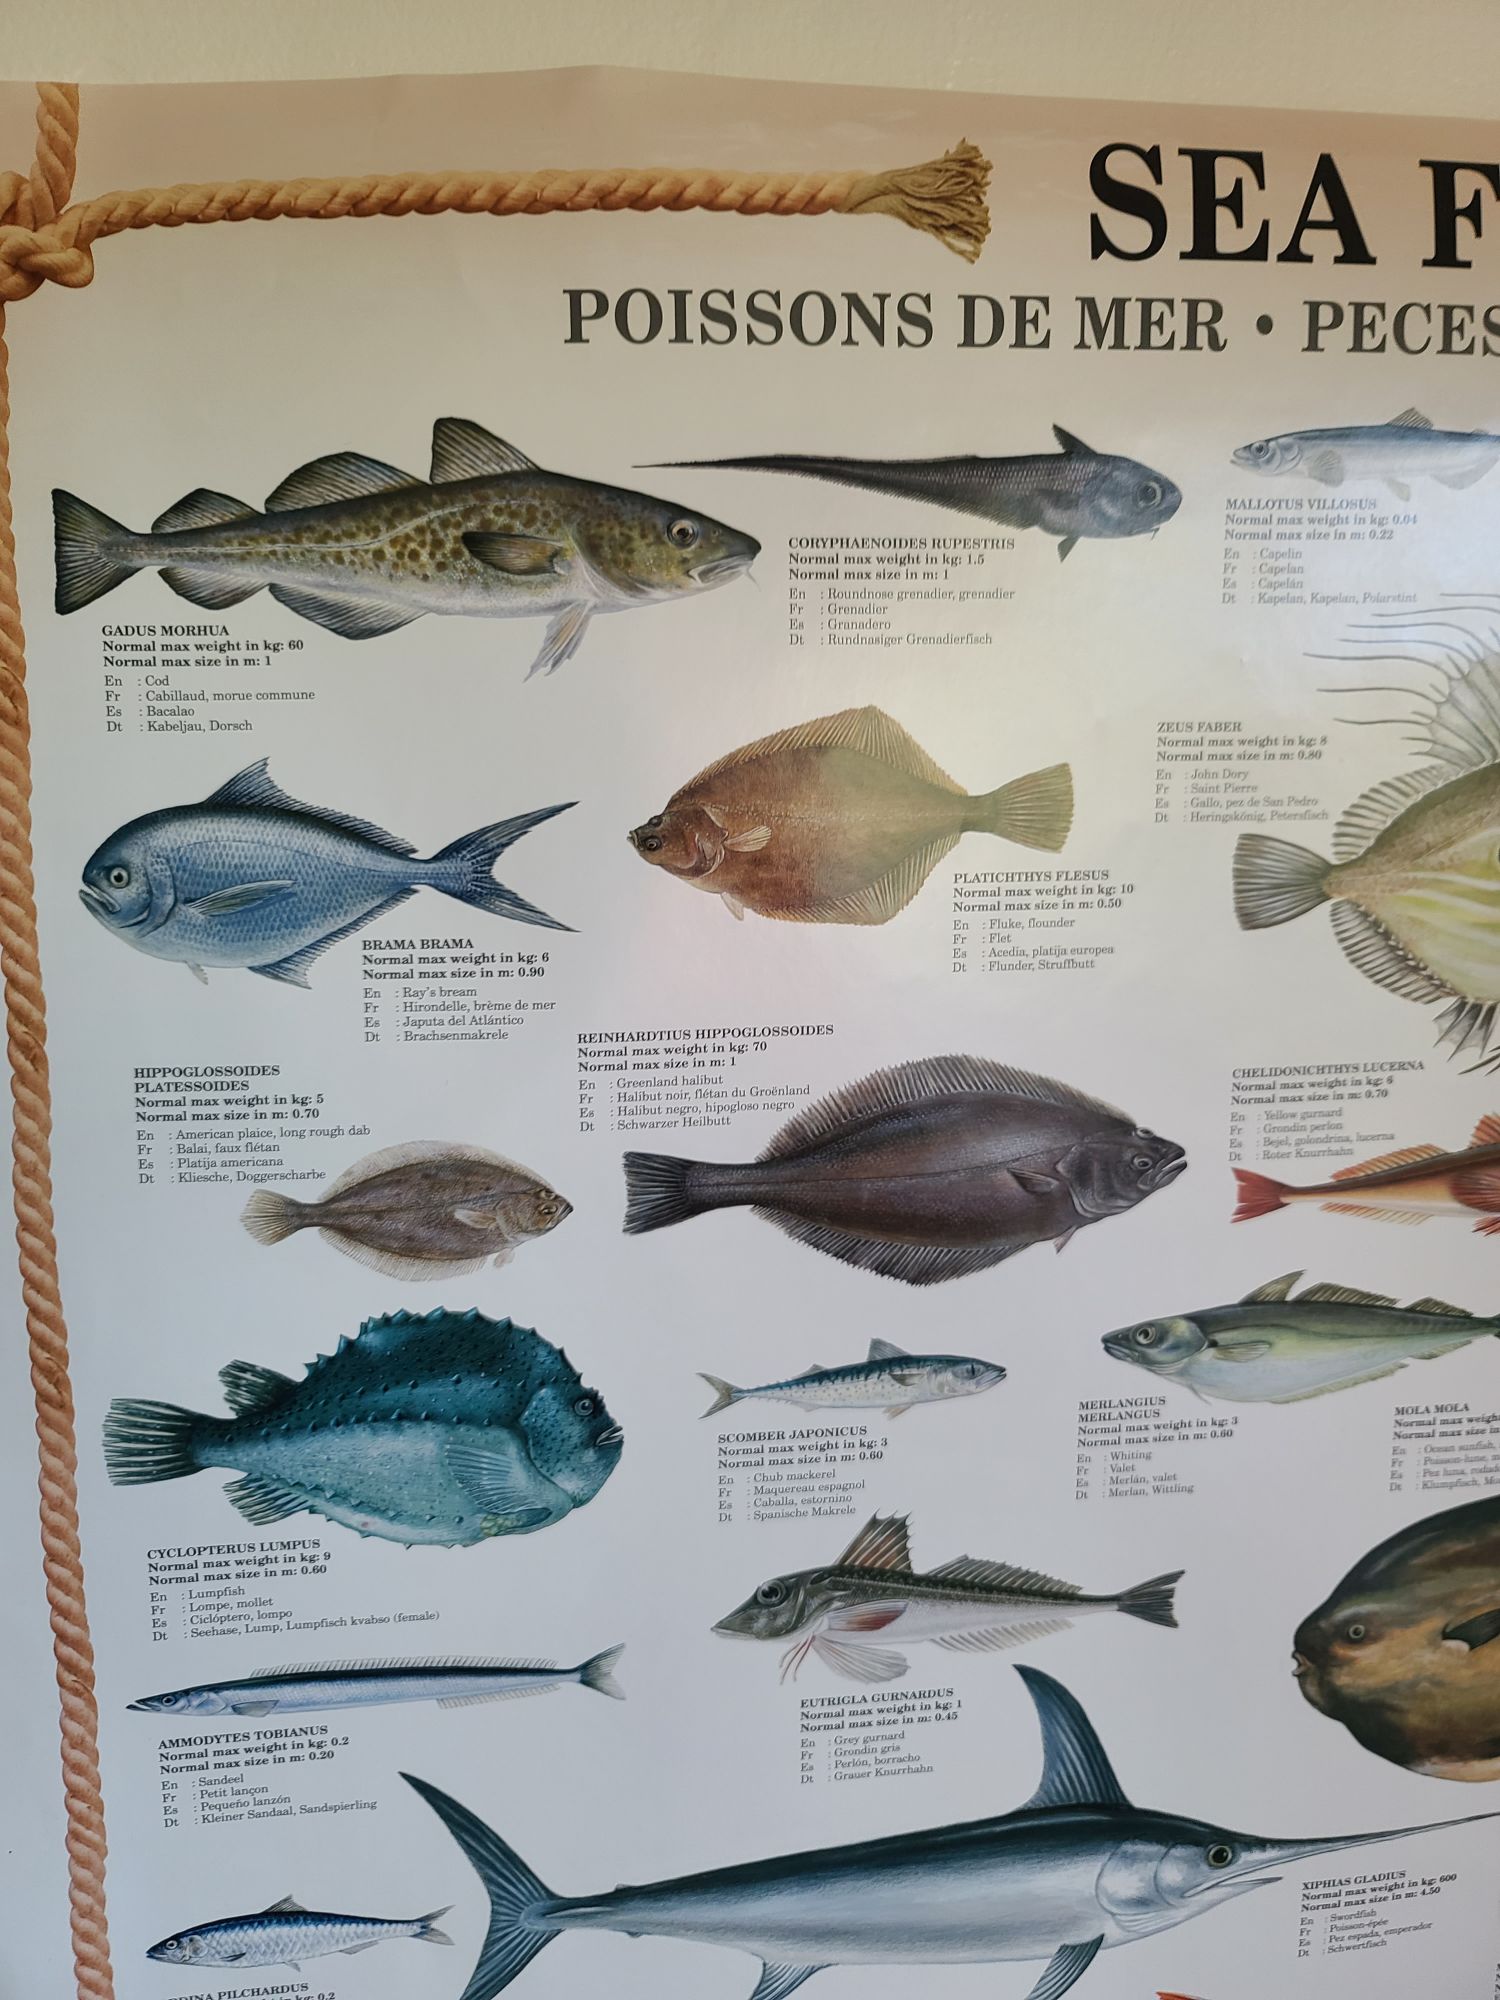 SEA F
POISSONS DE MER • PECES
GADUS MORHUA
Normal max weight in kg: 60
Normal max size in m: 1
En : Cod
Fr : Cabillaud, morue commune
Es : Bacalao
Dt : Kabeljau, Dorsch
CORYPHAENOIDES RUPESTRIS
Normal max weight in kg: 1.5
Normal max size in m: 1
En : Roundnose grenadier, grenadier
Fr : Grenadier
Es : Granadero
Dt : Rundnasiger Grenadierfisch
MALLOTUS VILLOSUS
Normal max weight in kg: 0.04
Normal max size in m: 0.22
En : Capelin
Fr : Capelan
Es : Capelán
Dt : Kapelan, Kapelan, Polarstint
BRAMA BRAMA
Normal max weight in kg: 6
Normal max size in m: 0.90
En : Ray's bream
Fr : Hirondelle, brème de mer
Es : Japuta del Atlántico
Dt : Brachsenmakrele
PLATICHTHYS FLESUS
Normal max weight in kg: 10
Normal max size in m: 0.50
En : Fluke, flounder
Fr : Flet
Es : Acedia, platija europea
Dt : Flunder, Struffbutt
ZEUS FABER
Normal max weight in kg: 8
Normal max size in m: 0.80
En : John Dory
Fr : Saint Pierre
Es : Gallo, pez de San Pedro
Dt : Heringskönig, Petersfisch
HIPPOGLOSSOIDES
PLATESSOIDES
Normal max weight in kg: 5
Normal max size in m: 0.70
En : American plaice, long rough dab
Fr : Balai, faux flétan
Es : Platija americana
Dt : Kliesche, Doggerscharbe
REINHARDTIUS HIPPOGLOSSOIDES
Normal max weight in kg: 70
Normal max size in m: 1
En : Greenland halibut
Fr : Halibut noir, flétan du Groënland
Es : Halibut negro, hipogloso negro
Dt : Schwarzer Heilbutt
CHELIDONICHTHYS LUCERNA
Normal max weight in kg: 6
Normal max size in m: 0.70
En : Yellow gurnard
Fr : Grondin perlon
Es : Bejel, golondrina, lucerna
Dt : Roter Knurrhahn
CYCLOPTERUS LUMPUS
Normal max weight in kg: 9
Normal max size in m: 0.60
En : Lumpfish
Fr : Lompe, mollet
Es : Ciclóptero, lompo
Dt : Seehase, Lump, Lumpfisch kvabso (female)
SCOMBER JAPONICUS
Normal max weight in kg: 3
Normal max size in m: 0.60
En : Chub mackerel
Fr : Maquereau espagnol
Es : Caballa, estornino
Dt : Spanische Makrele
MERLANGIUS
MERLANGUS
Normal max weight in kg: 3
Normal max size in m: 0.60
En : Whiting
Fr : Valet
Es : Merlán, valet
Dt : Merlan, Wittling
MOLA MOLA
Normal max weigh
Normal max size in
En : Ocean sunfish,
Fr : Poisson-lune,
Es : Pez luna,
Dt : Klumpfisch,
AMMODYTES TOBIANUS
Normal max weight in kg: 0.2
Normal max size in m: 0.20
En : Sandeel
Fr : Petit lançon
Es : Pequeño lanzón
Dt : Kleiner Sandaal, Sandspierling
EUTRIGLA GURNARDUS
Normal max weight in kg: 1
Normal max size in m: 0.45
En : Grey gurnard
Fr : Grondin gris
Es : Perlón, borracho
Dt : Grauer Knurrhahn
XIPHIAS GLADIUS
Normal max weight in kg: 600
Normal max size in m: 4.50
En : Swordfish
Fr : Poisson-épée
Es : Pez espada, emperador
Dt : Schwertfisch
PILCHARDUS
in kg: 0.2